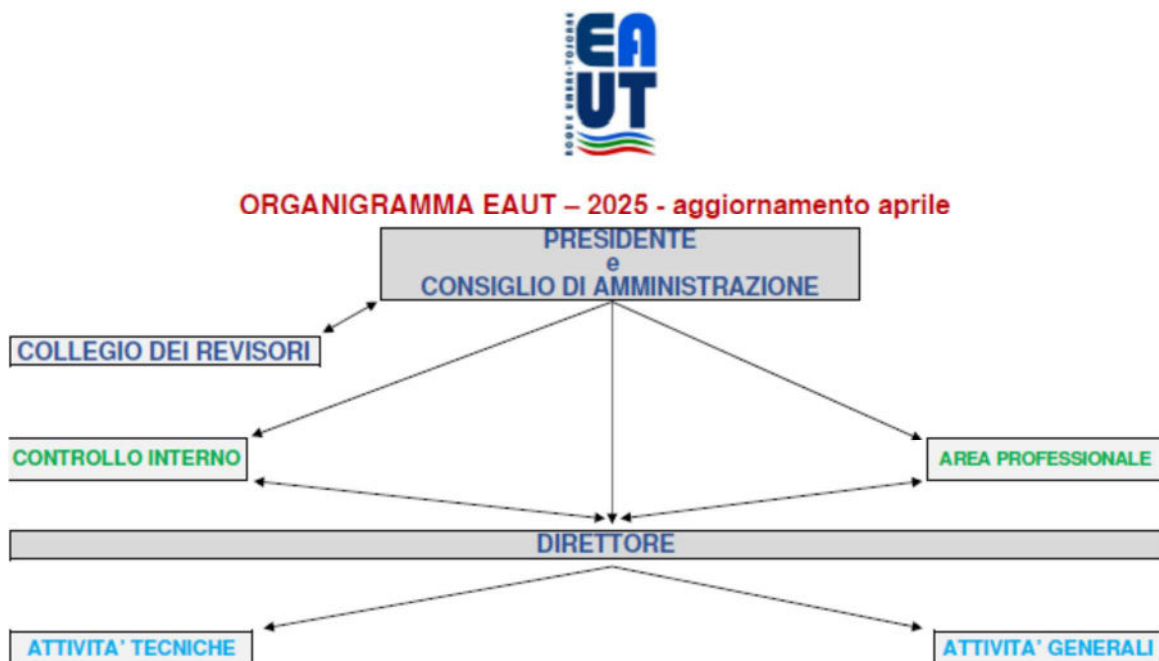 EA
UT
ORGANIGRAMMA EAUT – 2025 - aggiornamento aprile
PRESIDENTE
e
CONSIGLIO DI AMMINISTRAZIONE
COLLEGIO DEI REVISORI
CONTROLLO INTERNO
AREA PROFESSIONALE
DIRETTORE
ATTIVITA' TECNICHE
ATTIVITA' GENERALI